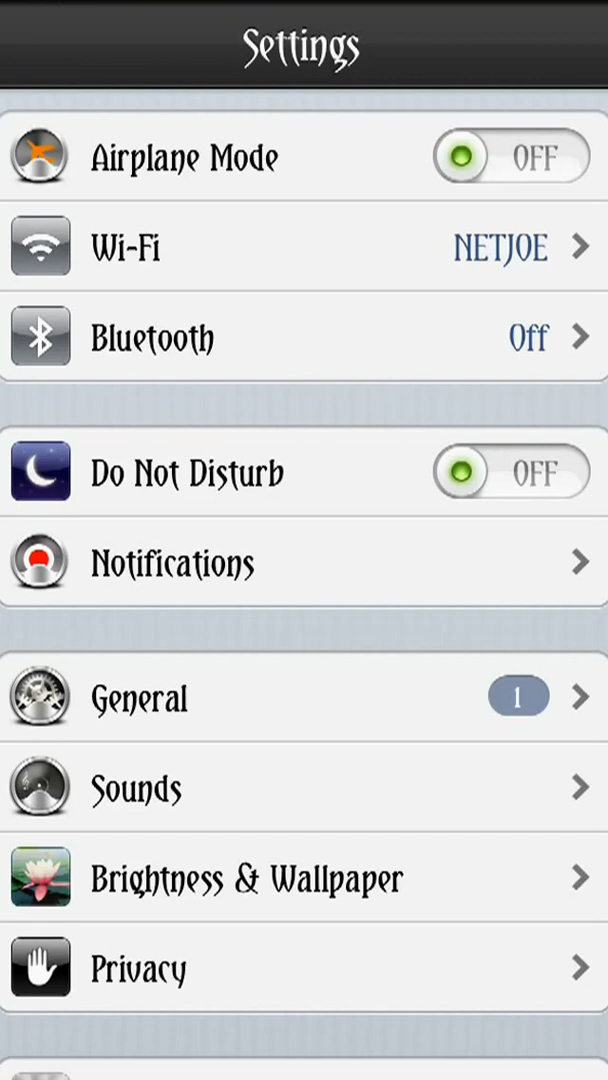 Settings
Airplane Mode OFF
Wi-Fi NETJOE
Bluetooth Off
Do Not Disturb OFF
Notifications
General 1
Sounds
Brightness & Wallpaper
Privacy